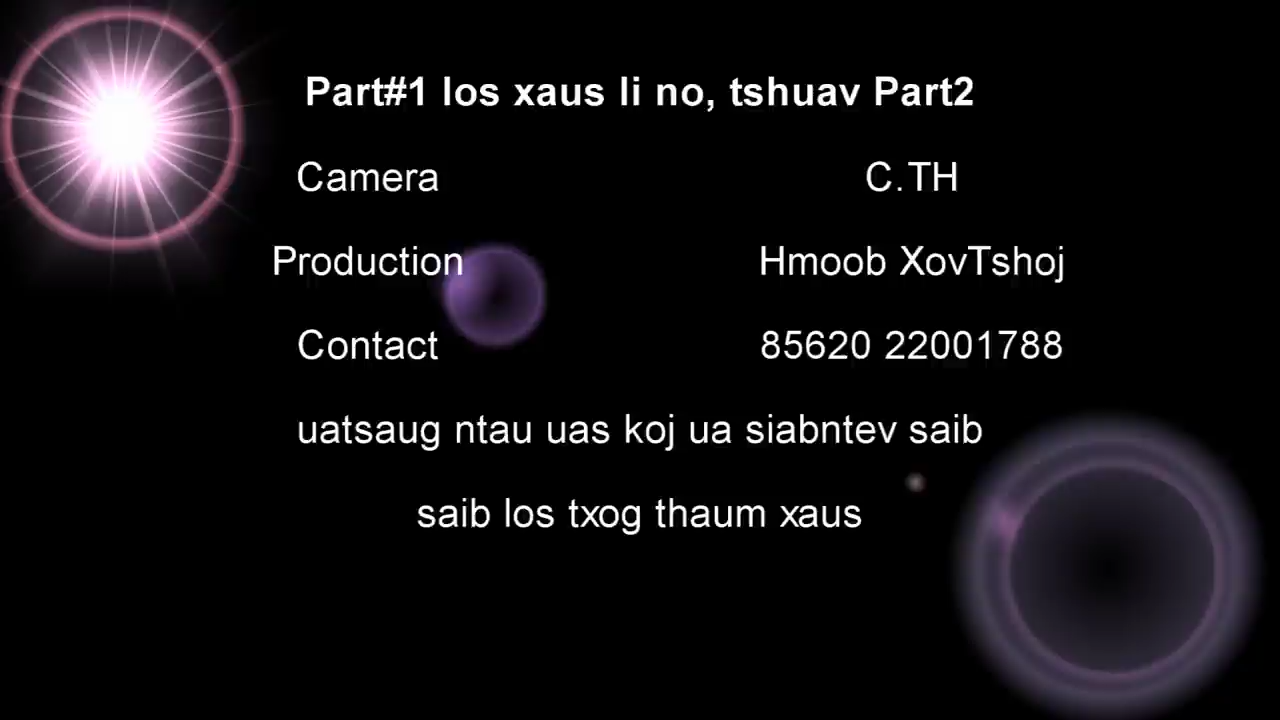 Part#1 los xaus li no, tshuav Part2
Camera C.TH
Production Hmoob XovTshoj
Contact 85620 22001788
uatsaug ntau uas koj ua siabntev saib
saib los txog thaum xaus